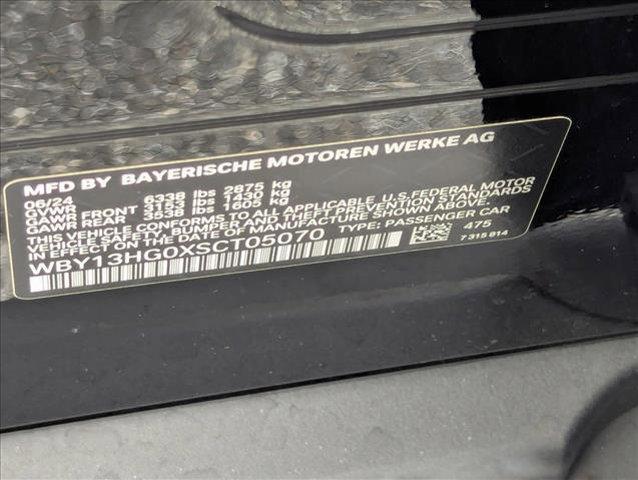 MFD BY BAYERISCHE MOTOREN WERKE AG
06/24
GVWR 6338 lbs 2875 kg
GAWR FRONT 3153 lbs 1430 kg
GAWR REAR 3538 lbs 1605 kg
THIS VEHICLE CONFORMS TO ALL APPLICABLE U.S. FEDERAL MOTOR
VEHICLE SAFETY, BUMPER AND THEFT PREVENTION STANDARDS
IN EFFECT ON THE DATE OF MANUFACTURE SHOWN ABOVE.
WBY13HG0XSCT05070 TYPE: PASSENGER CAR
475
7 315 814